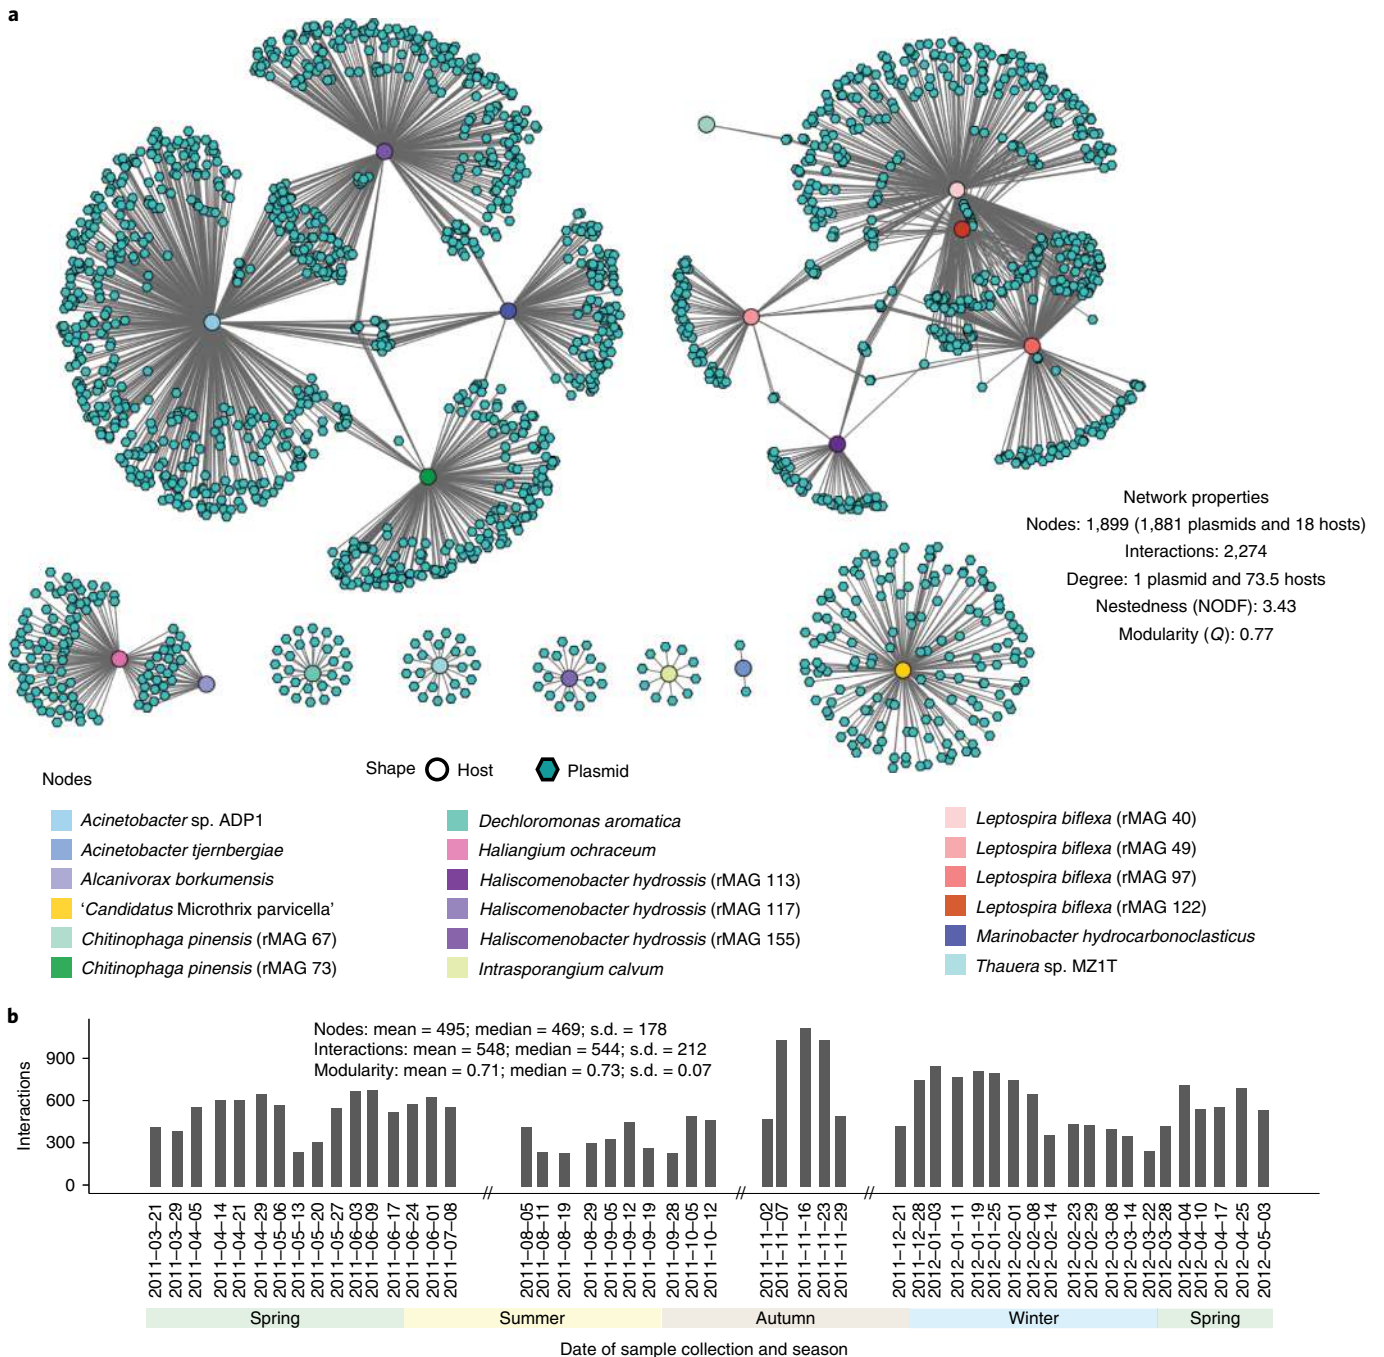 a
Network properties
Nodes: 1,899 (1,881 plasmids and 18 hosts)
Interactions: 2,274
Degree: 1 plasmid and 73.5 hosts
Nestedness (NODF): 3.43
Modularity (Q): 0.77
Shape Host Plasmid
Nodes
Acinetobacter sp. ADP1
Acinetobacter tjernbergiae
Alcanivorax borkumensis
‘Candidatus Microthrix parvicella’
Chitinophaga pinensis (rMAG 67)
Chitinophaga pinensis (rMAG 73)
Dechloromonas aromatica
Haliangium ochraceum
Haliscomenobacter hydrossis (rMAG 113)
Haliscomenobacter hydrossis (rMAG 117)
Haliscomenobacter hydrossis (rMAG 155)
Intrasporangium calvum
Leptospira biflexa (rMAG 40)
Leptospira biflexa (rMAG 49)
Leptospira biflexa (rMAG 97)
Leptospira biflexa (rMAG 122)
Marinobacter hydrocarbonoclasticus
Thauera sp. MZ1T
b
Nodes: mean = 495; median = 469; s.d. = 178
Interactions: mean = 548; median = 544; s.d. = 212
Modularity: mean = 0.71; median = 0.73; s.d. = 0.07
Interactions
900
600
300
0
2011–03–21
2011–03–29
2011–04–05
2011–04–14
2011–04–21
2011–04–29
2011–05–06
2011–05–13
2011–05–20
2011–05–27
2011–06–03
2011–06–09
2011–06–17
2011–06–24
2011–06–01
2011–07–08
2011–08–05
2011–08–11
2011–08–19
2011–08–29
2011–09–05
2011–09–12
2011–09–19
2011–09–28
2011–10–05
2011–10–12
2011–11–02
2011–11–07
2011–11–16
2011–11–23
2011–11–29
2011–12–21
2011–12–28
2012–01–03
2012–01–11
2012–01–19
2012–01–25
2012–02–01
2012–02–08
2012–02–14
2012–02–23
2012–02–29
2012–03–08
2012–03–14
2012–03–22
2012–03–28
2012–04–04
2012–04–10
2012–04–17
2012–04–25
2012–05–03
Spring Summer Autumn Winter Spring
Date of sample collection and season